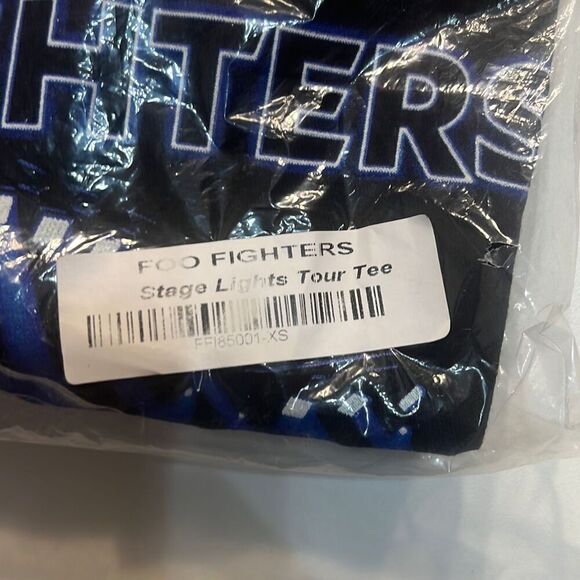 HTERS
FOO FIGHTERS
Stage Lights Tour Tee
FFI85001-XS